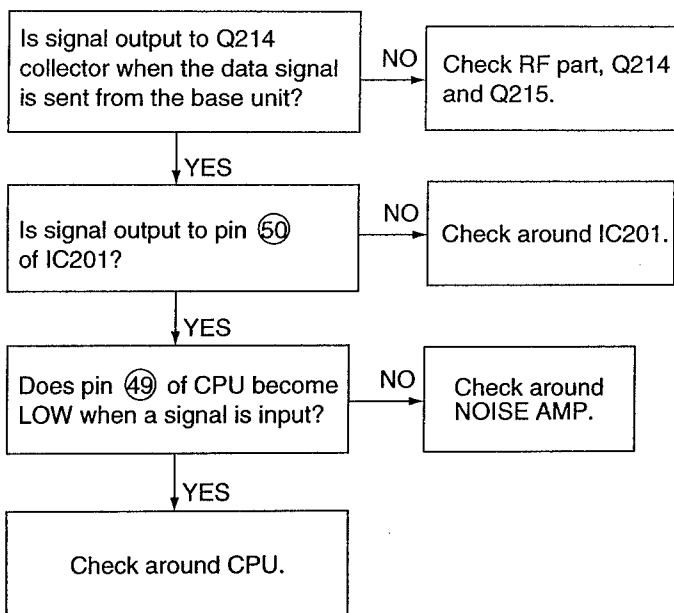 Is signal output to Q214
collector when the data signal
is sent from the base unit?
NO
Check RF part, Q214
and Q215.
YES
Is signal output to pin 50
of IC201?
NO
Check around IC201.
YES
Does pin 49 of CPU become
LOW when a signal is input?
NO
Check around
NOISE AMP.
YES
Check around CPU.